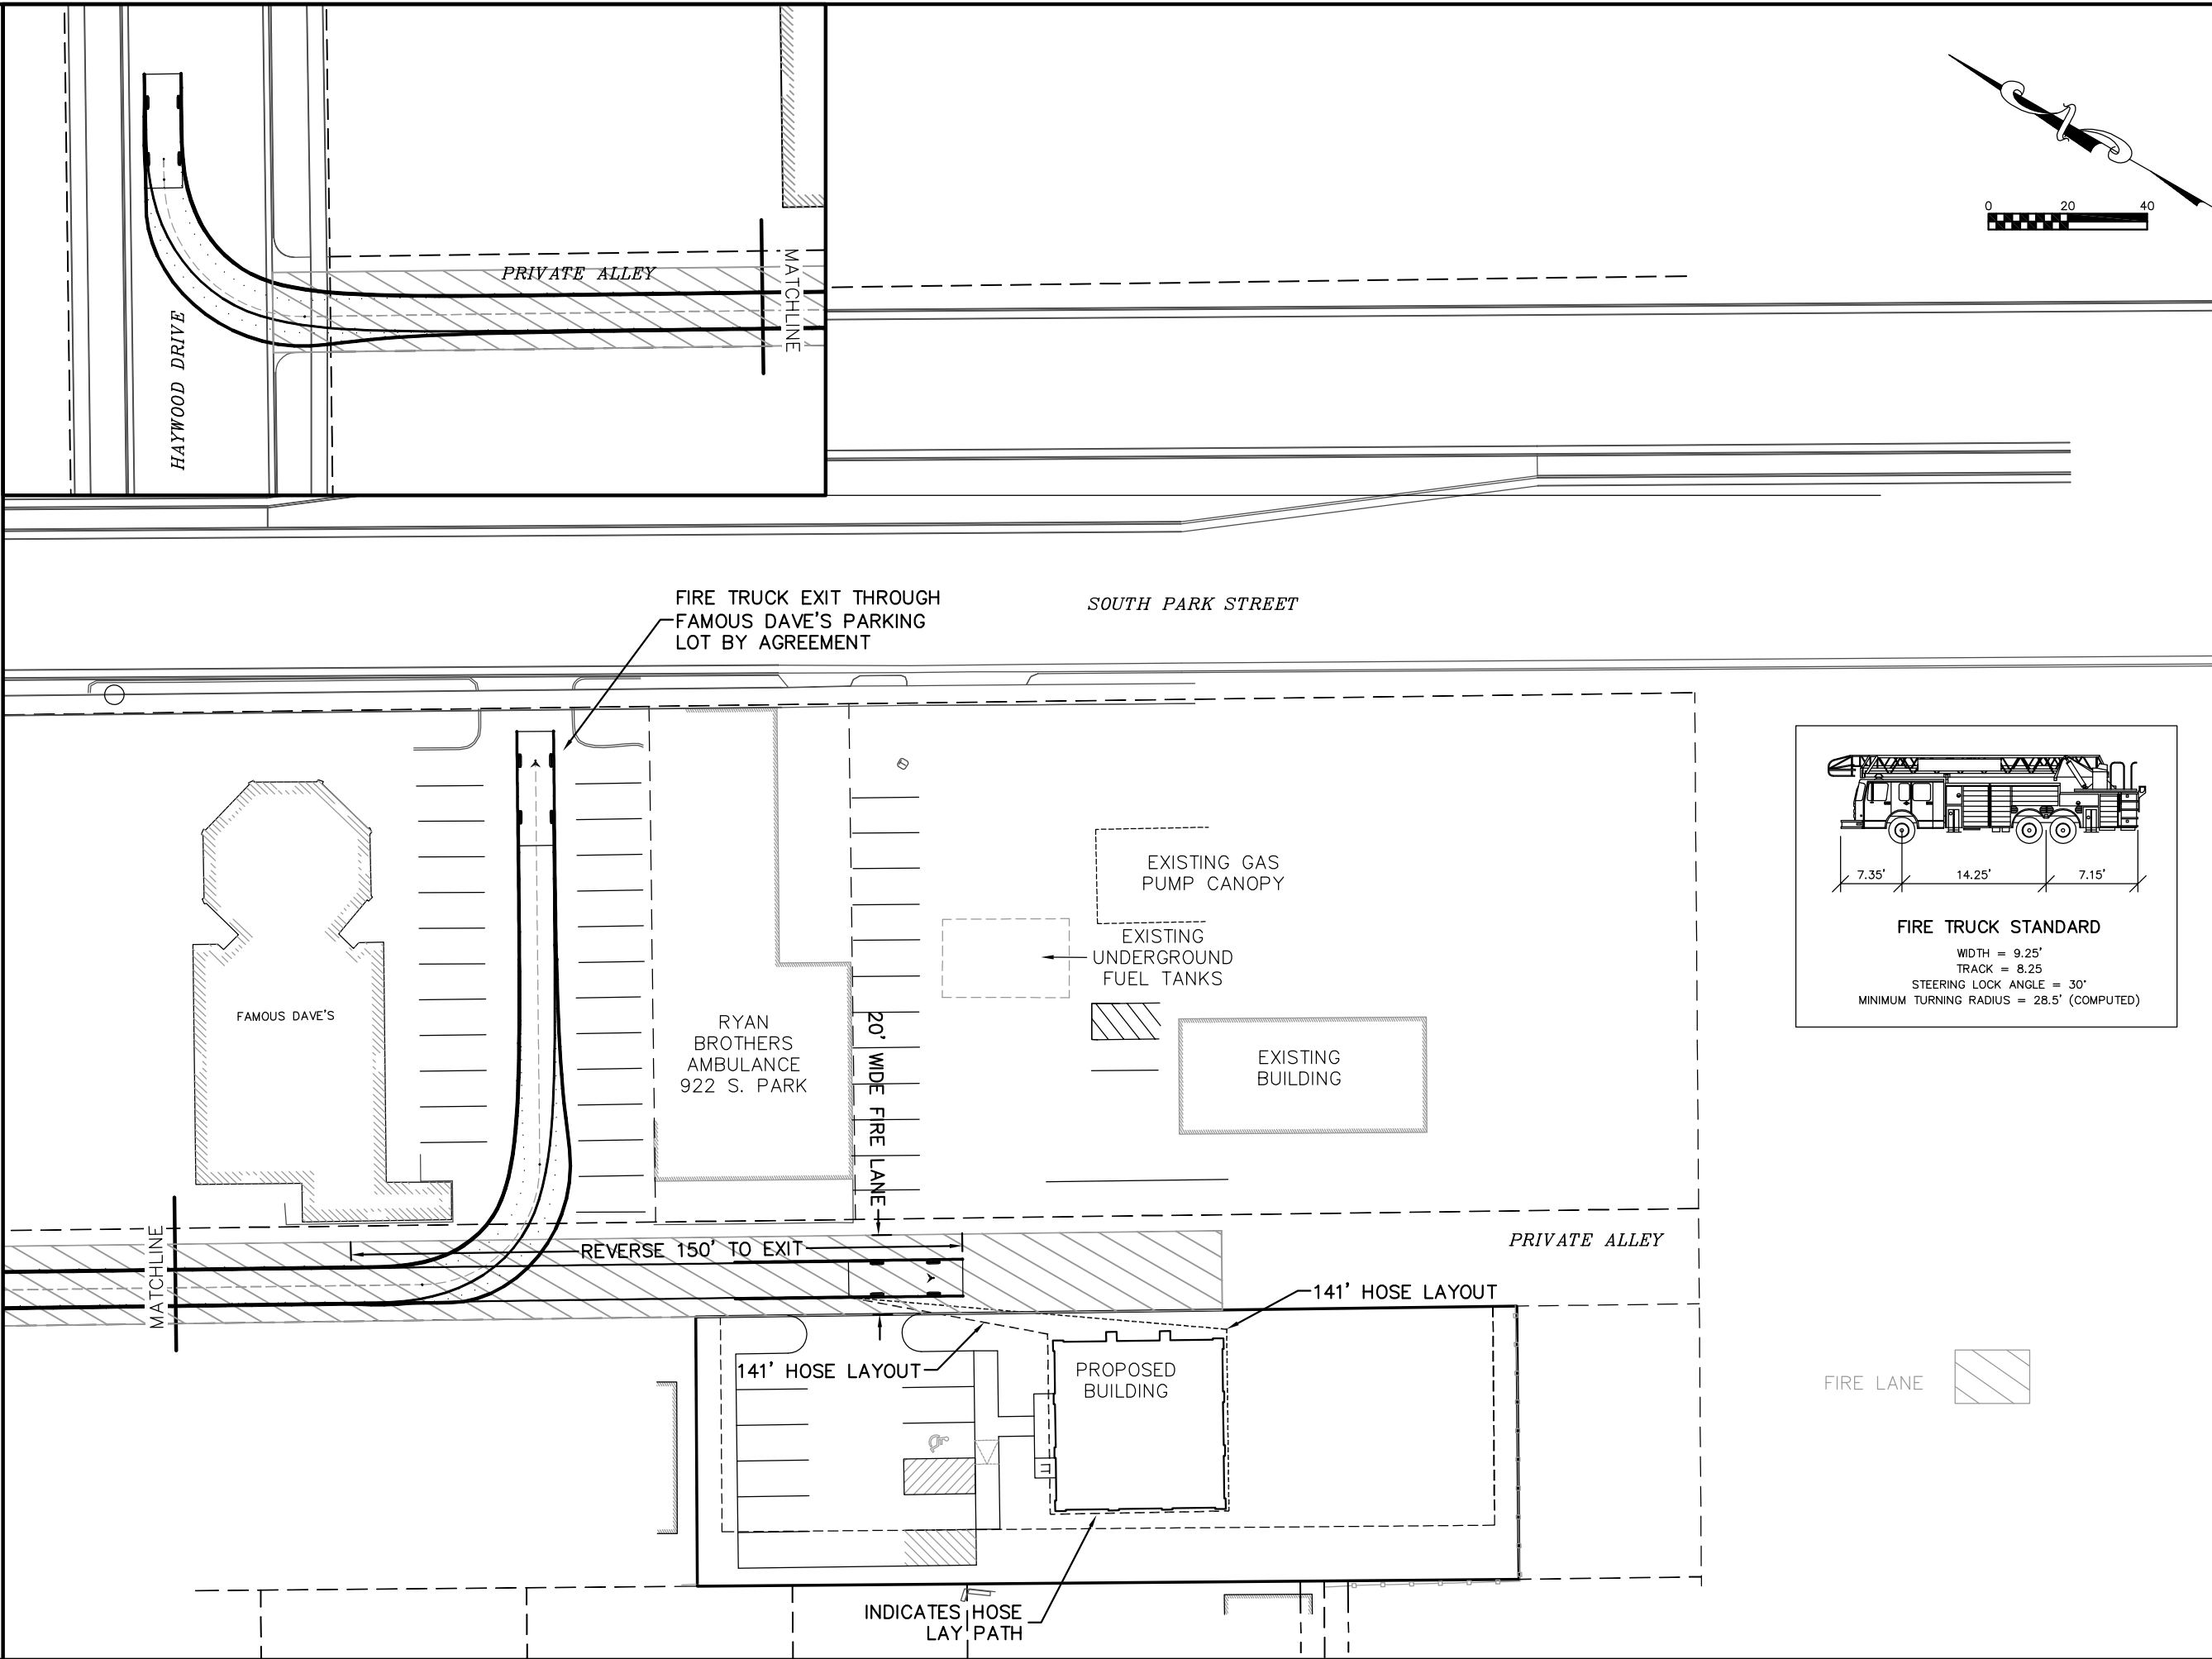 PRIVATE ALLEY
MATCHLINE
HAYWOOD DRIVE
0 20 40
FIRE TRUCK EXIT THROUGH
FAMOUS DAVE'S PARKING
LOT BY AGREEMENT
SOUTH PARK STREET
7.35' 14.25' 7.15'
FIRE TRUCK STANDARD
WIDTH = 9.25'
TRACK = 8.25
STEERING LOCK ANGLE = 30°
MINIMUM TURNING RADIUS = 28.5' (COMPUTED)
EXISTING GAS
PUMP CANOPY
EXISTING
UNDERGROUND
FUEL TANKS
FAMOUS DAVE'S
RYAN
BROTHERS
AMBULANCE
922 S. PARK
20' WIDE FIRE LANE
EXISTING
BUILDING
MATCHLINE
REVERSE 150' TO EXIT
PRIVATE ALLEY
141' HOSE LAYOUT
141' HOSE LAYOUT
PROPOSED
BUILDING
FIRE LANE
INDICATES HOSE
LAY PATH